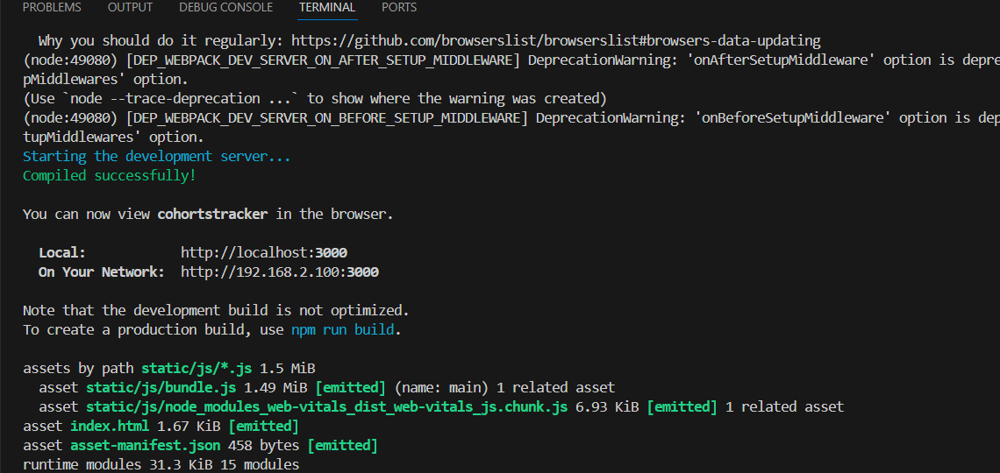 PROBLEMS OUTPUT DEBUG CONSOLE TERMINAL PORTS
Why you should do it regularly: https://github.com/browserslist/browserslist#browsers-data-updating
(node:49080) [DEP_WEBPACK_DEV_SERVER_ON_AFTER_SETUP_MIDDLEWARE] DeprecationWarning: 'onAfterSetupMiddleware' option is depre
pMiddlewares' option.
(Use `node --trace-deprecation ...` to show where the warning was created)
(node:49080) [DEP_WEBPACK_DEV_SERVER_ON_BEFORE_SETUP_MIDDLEWARE] DeprecationWarning: 'onBeforeSetupMiddleware' option is dep
tupMiddlewares' option.
Starting the development server...
Compiled successfully!
You can now view cohortstracker in the browser.
Local: http://localhost:3000
On Your Network: http://192.168.2.100:3000
Note that the development build is not optimized.
To create a production build, use npm run build.
assets by path static/js/*.js 1.5 MiB
asset static/js/bundle.js 1.49 MiB [emitted] (name: main) 1 related asset
asset static/js/node_modules_web-vitals_dist_web-vitals_js.chunk.js 6.93 KiB [emitted] 1 related asset
asset index.html 1.67 KiB [emitted]
asset asset-manifest.json 458 bytes [emitted]
runtime modules 31.3 KiB 15 modules